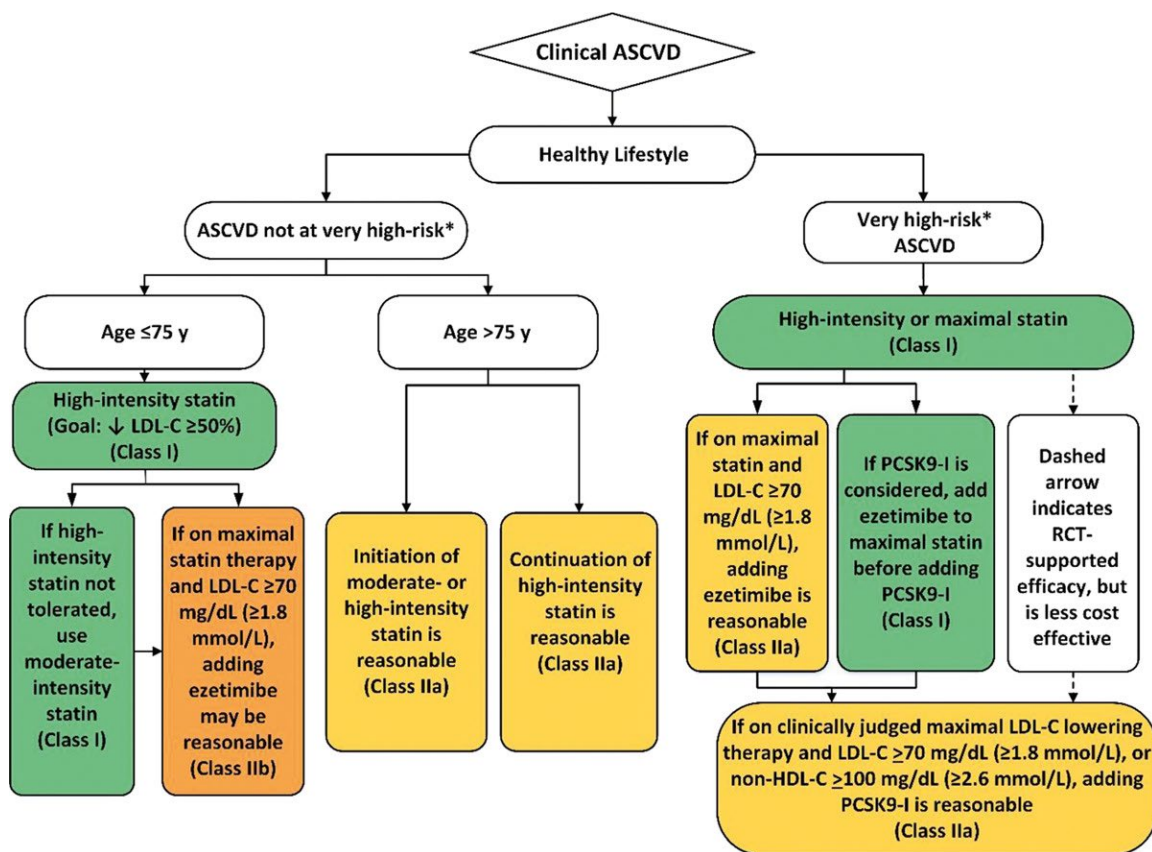 Clinical ASCVD
Healthy Lifestyle
ASCVD not at very high-risk*
Very high-risk*
ASCVD
Age ≤75 y
Age >75 y
High-intensity or maximal statin
(Class I)
High-intensity statin
(Goal: ↓ LDL-C ≥50%)
(Class I)
If high-
intensity
statin not
tolerated,
use
moderate-
intensity
statin
(Class I)
If on maximal
statin therapy
and LDL-C ≥70
mg/dL (≥1.8
mmol/L),
adding
ezetimibe
may be
reasonable
(Class IIb)
Initiation of
moderate- or
high-intensity
statin is
reasonable
(Class IIa)
Continuation of
high-intensity
statin is
reasonable
(Class IIa)
If on maximal
statin and
LDL-C ≥70
mg/dL (≥1.8
mmol/L),
adding
ezetimibe is
reasonable
(Class IIa)
If PCSK9-I is
considered, add
ezetimibe to
maximal statin
before adding
PCSK9-I
(Class I)
Dashed
arrow
indicates
RCT-
supported
efficacy, but
is less cost
effective
If on clinically judged maximal LDL-C lowering
therapy and LDL-C ≥70 mg/dL (≥1.8 mmol/L), or
non-HDL-C ≥100 mg/dL (≥2.6 mmol/L), adding
PCSK9-I is reasonable
(Class IIa)